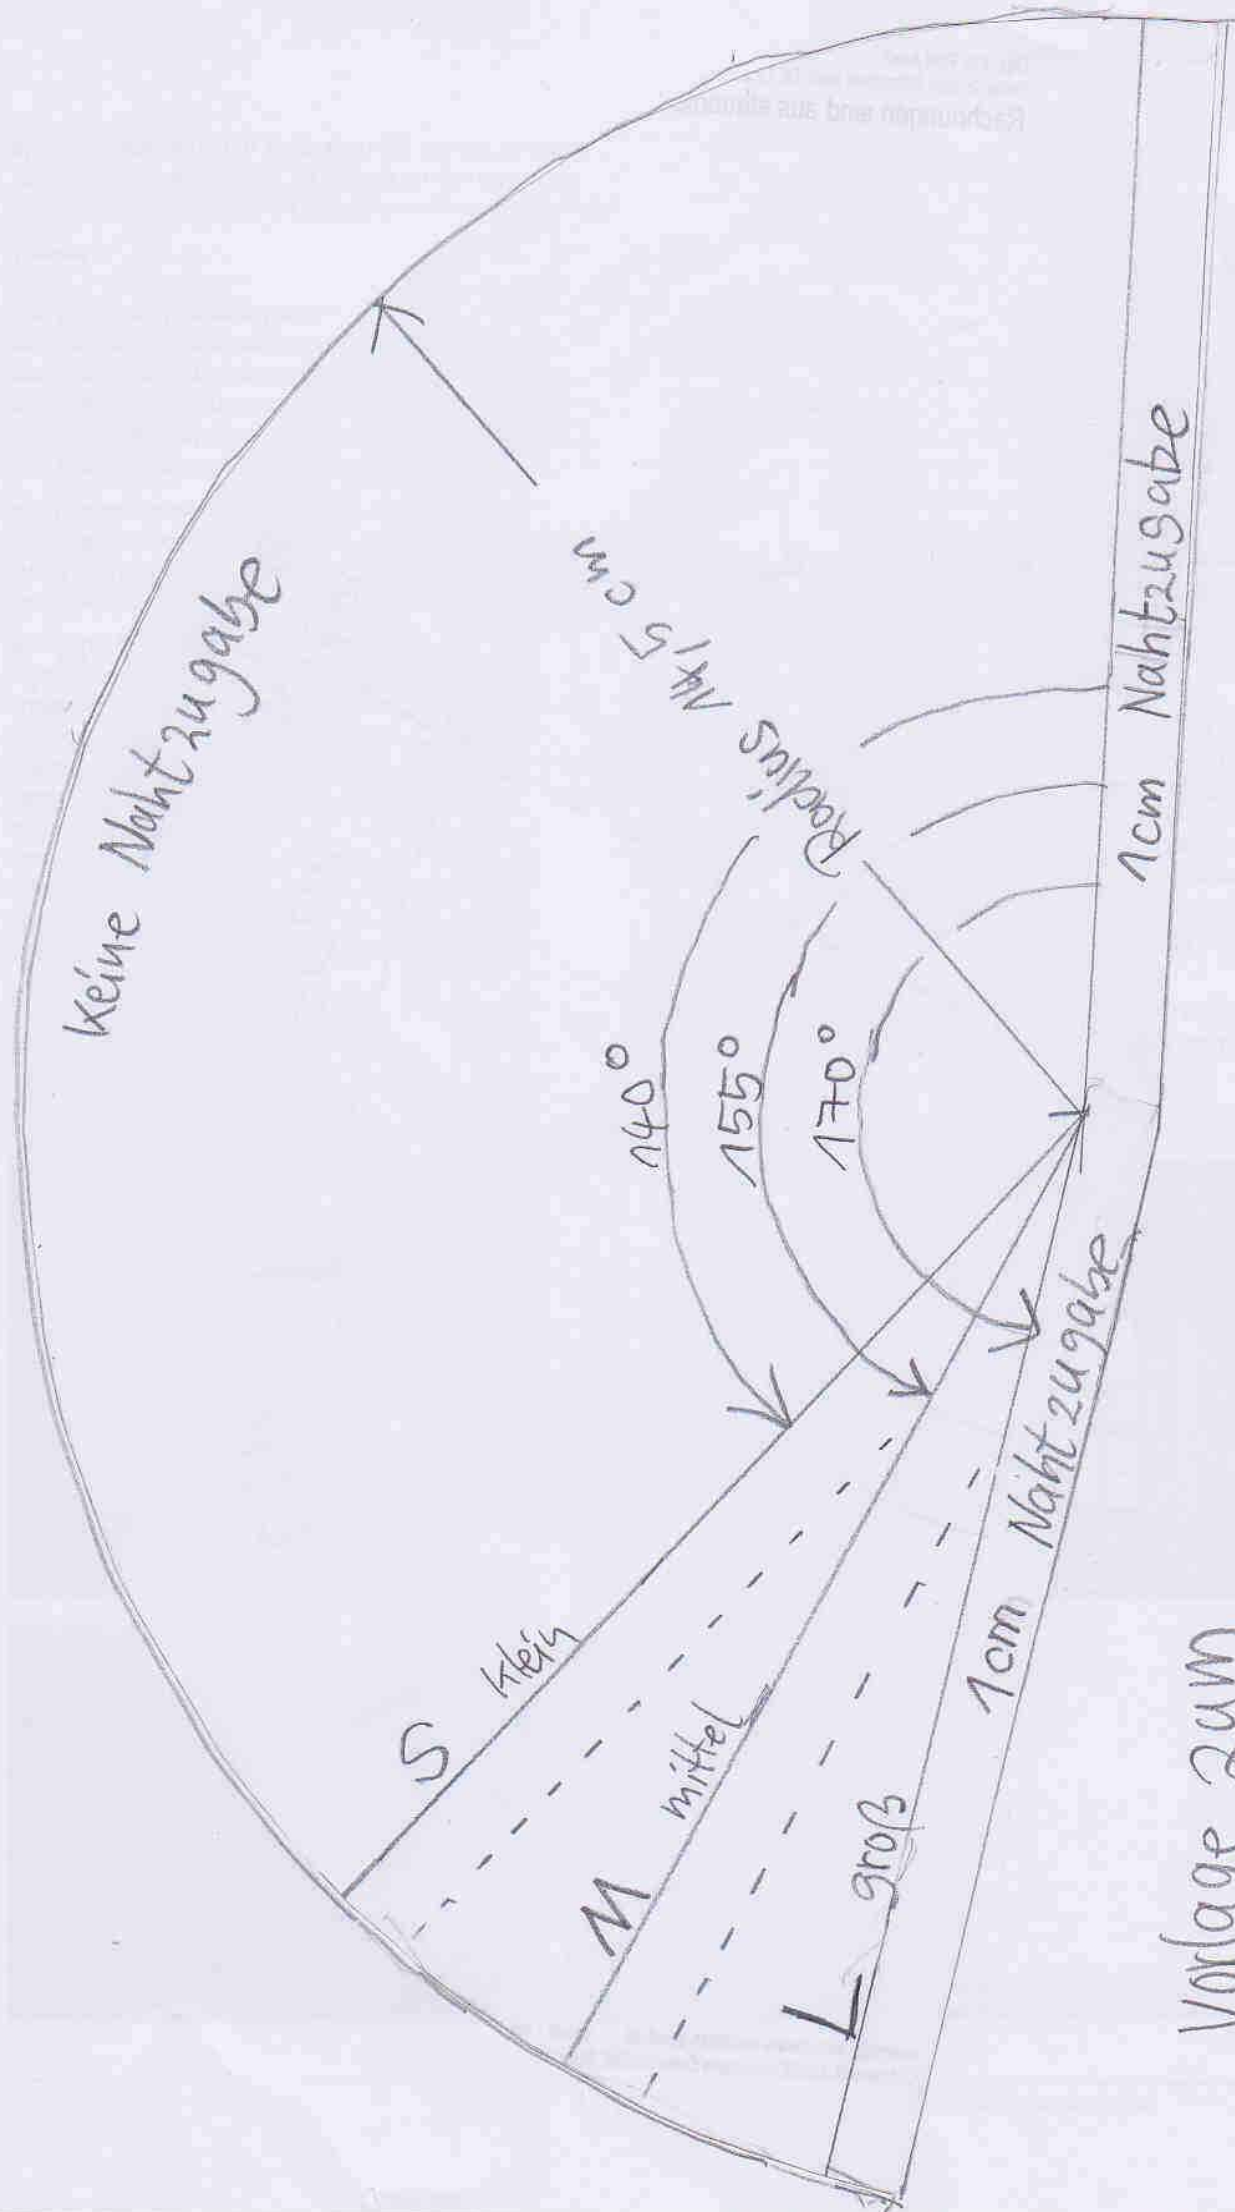 Keine Nahtzugabe
Radius 14,5 cm
140°
155°
170°
S
klein
M
mittel
L
groß
1cm Nahtzugabe
1cm Nahtzugabe
Vorlage zum